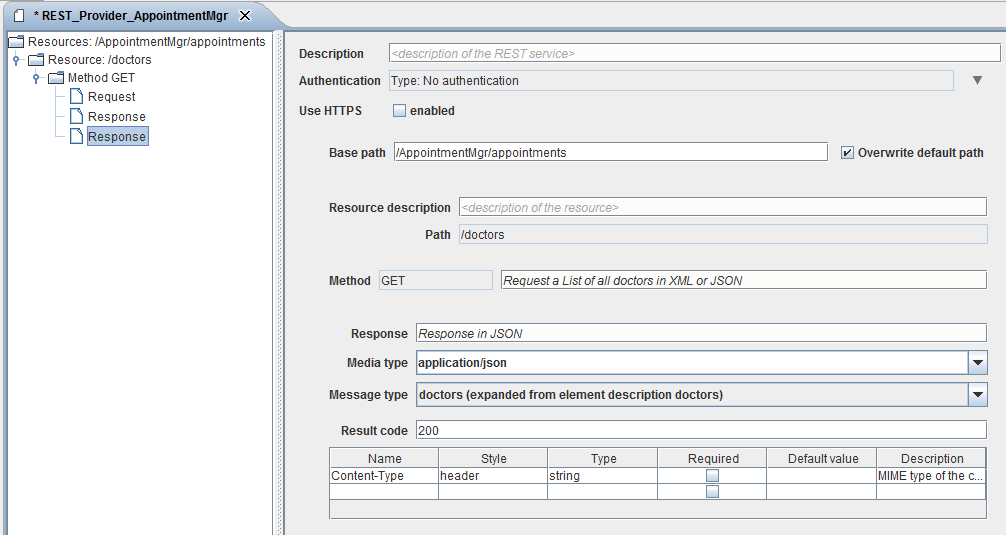 * REST_Provider_AppointmentMgr
Resources: /AppointmentMgr/appointments
Resource: /doctors
Method GET
Request
Response
Response
Description <description of the REST service>
Authentication Type: No authentication
Use HTTPS enabled
Base path /AppointmentMgr/appointments Overwrite default path
Resource description <description of the resource>
Path /doctors
Method GET Request a List of all doctors in XML or JSON
Response Response in JSON
Media type application/json
Message type doctors (expanded from element description doctors)
Result code 200
Name Style Type Required Default value Description
Content-Type header string MIME type of the c...